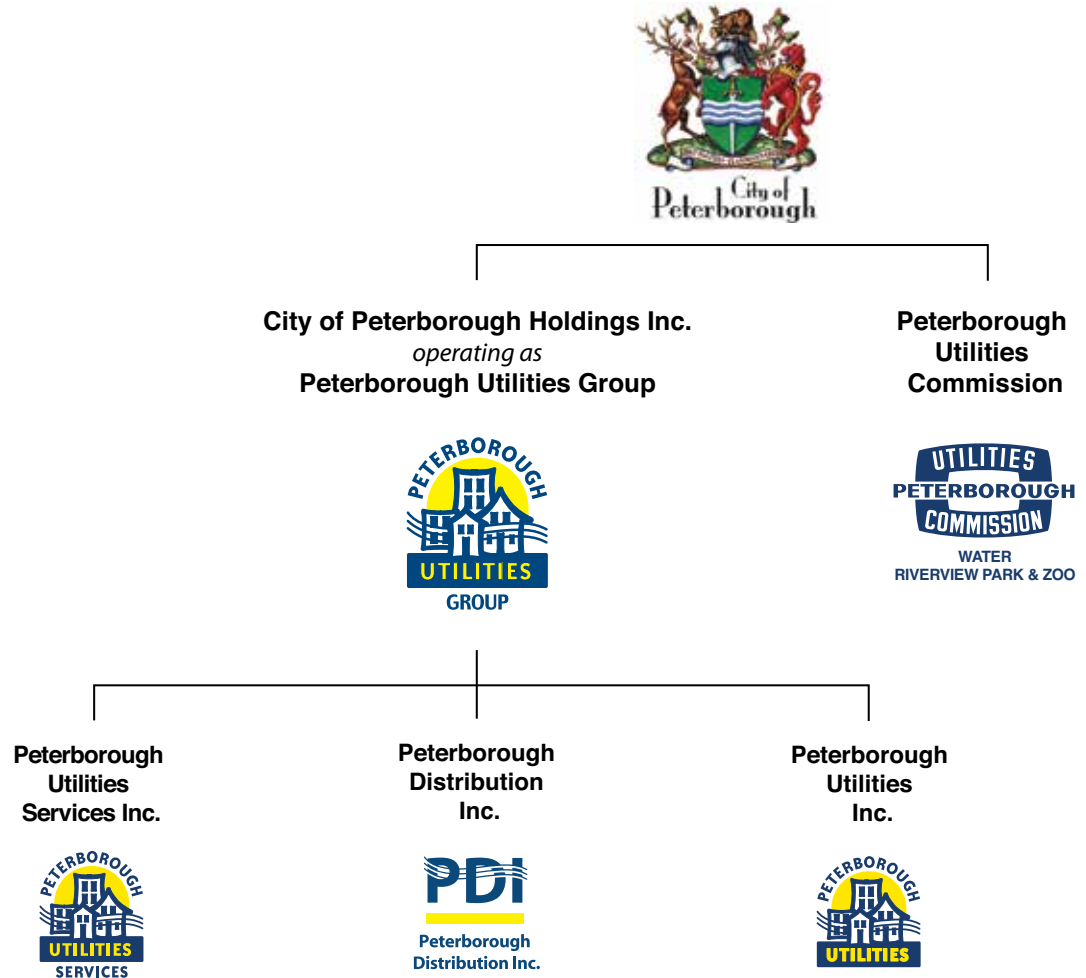 City of
Peterborough
City of Peterborough Holdings Inc.
operating as
Peterborough Utilities Group
Peterborough
Utilities
Commission
PETERBOROUGH
UTILITIES
GROUP
UTILITIES
PETERBOROUGH
COMMISSION
WATER
RIVERVIEW PARK & ZOO
Peterborough
Utilities
Services Inc.
Peterborough
Distribution
Inc.
Peterborough
Utilities
Inc.
PETERBOROUGH
UTILITIES
SERVICES
PDI
Peterborough
Distribution Inc.
PETERBOROUGH
UTILITIES